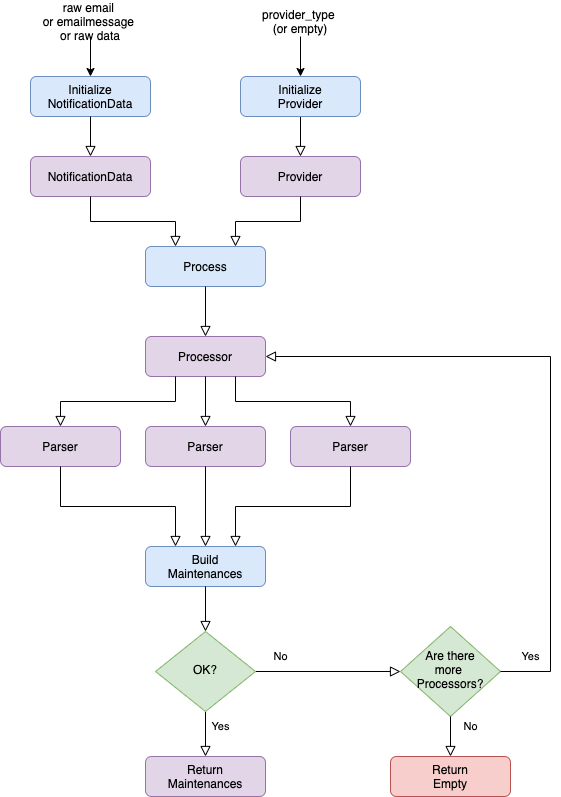 raw email
or emailmessage
or raw data
provider_type
(or empty)
Initialize
NotificationData
Initialize
Provider
NotificationData
Provider
Process
Processor
Parser
Parser
Parser
Build
Maintenances
OK?
No
Are there
more
Processors?
Yes
Yes
No
Return
Maintenances
Return
Empty